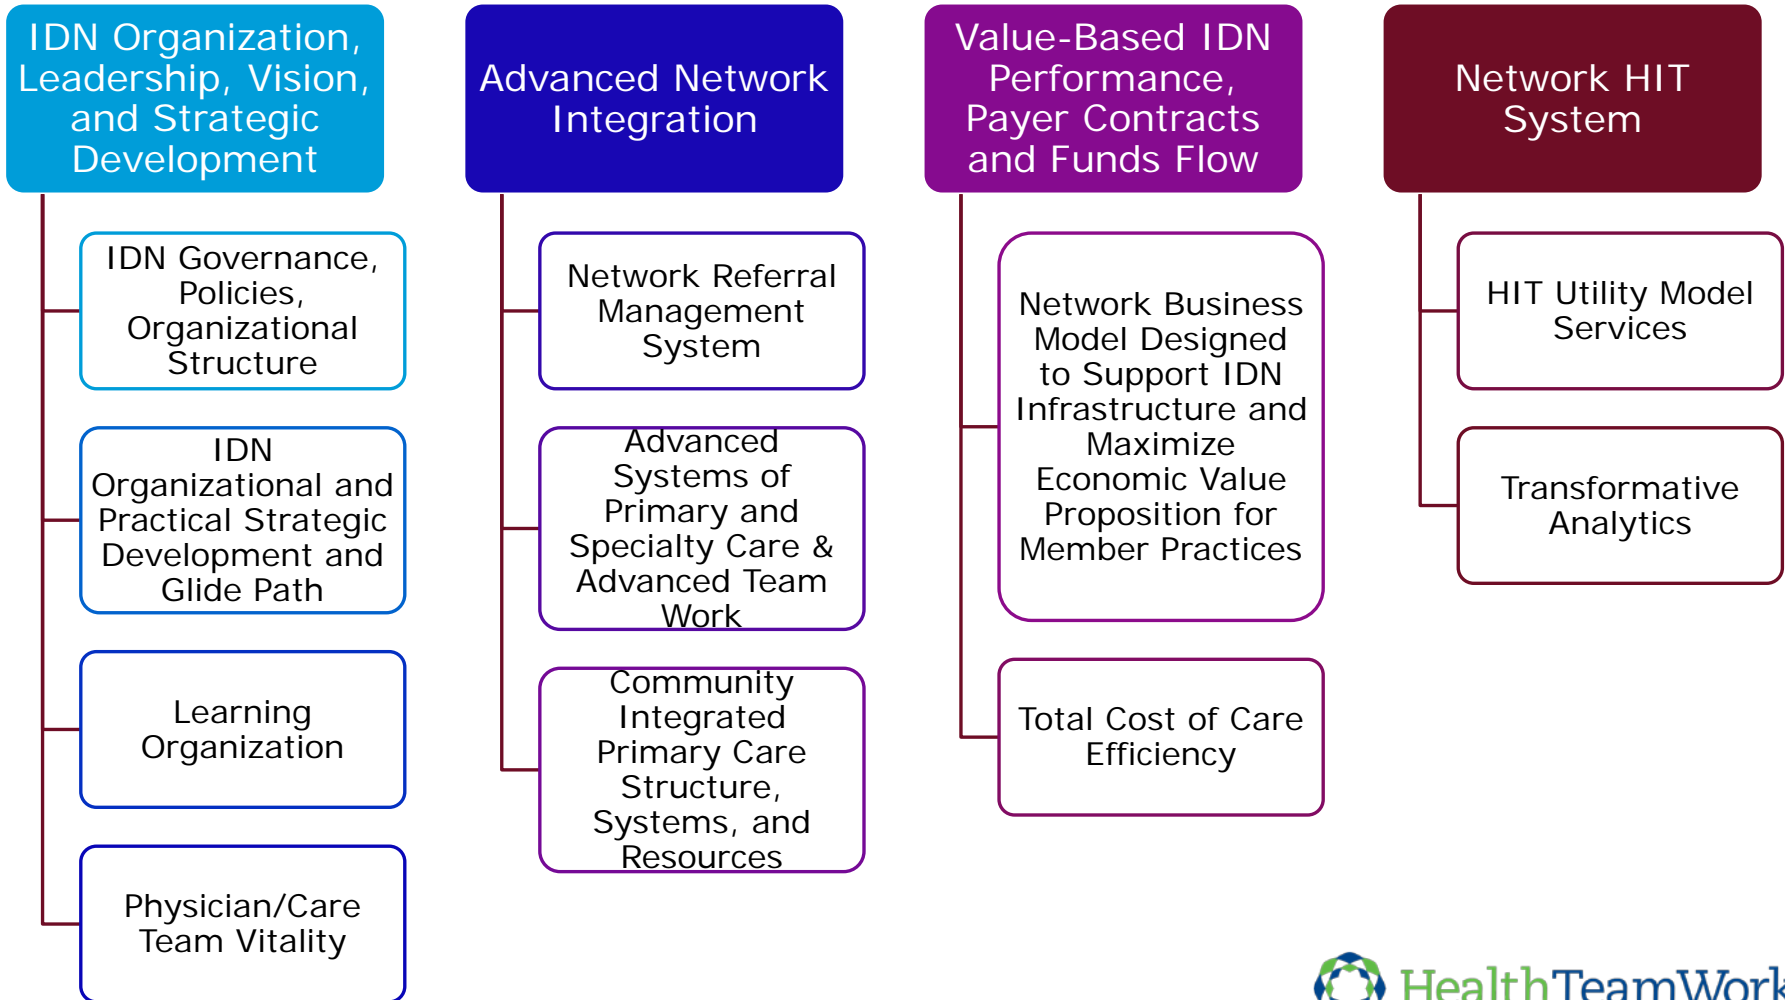 IDN Organization,
Leadership, Vision,
and Strategic
Development
IDN Governance,
Policies,
Organizational
Structure
IDN
Organizational and
Practical Strategic
Development and
Glide Path
Learning
Organization
Physician/Care
Team Vitality
Advanced Network
Integration
Network Referral
Management
System
Advanced
Systems of
Primary and
Specialty Care &
Advanced Team
Work
Community
Integrated
Primary Care
Structure,
Systems, and
Resources
Value-Based IDN
Performance,
Payer Contracts
and Funds Flow
Network Business
Model Designed
to Support IDN
Infrastructure and
Maximize
Economic Value
Proposition for
Member Practices
Total Cost of Care
Efficiency
Network HIT
System
HIT Utility Model
Services
Transformative
Analytics
HealthTeamWork